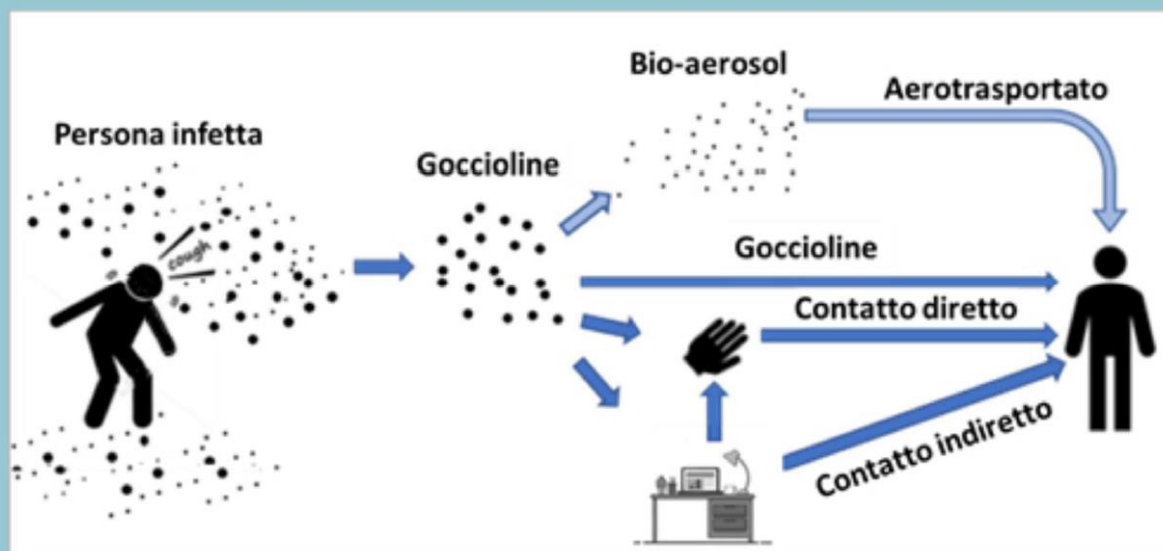 Bio-aerosol
Aerotrasportato
Persona infetta
Goccioline
cough
Goccioline
Contatto diretto
Contatto indiretto